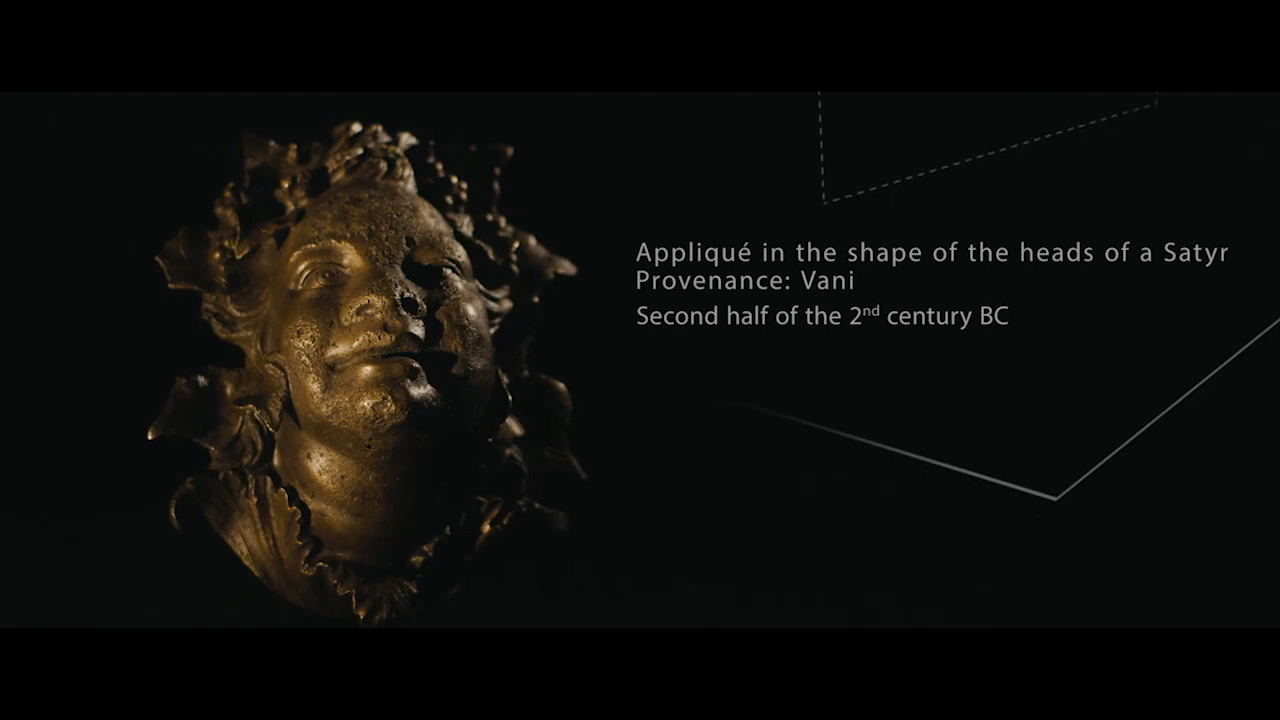 Appliqué in the shape of the heads of a Satyr
Provenance: Vani
Second half of the 2nd century BC